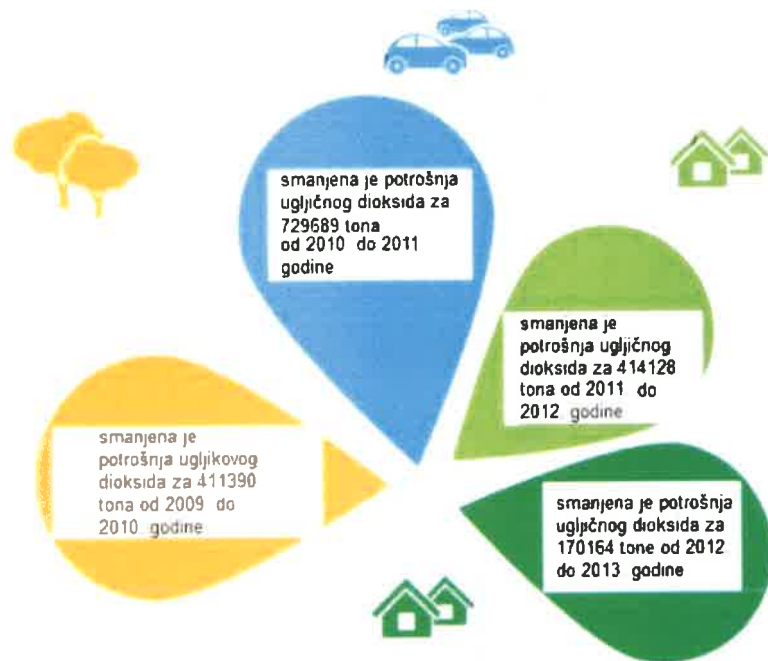 smanjena je potrošnja
ugljičnog dioksida za
729689 tona
od 2010 do 2011
godine
smanjena je
potrošnja ugljičnog
dioksida za 414128
tona od 2011 do
2012. godine
smanjena je
potrošnja ugljikovog
dioksida za 411390
tona od 2009 do
2010. godine
smanjena je potrošnja
ugljičnog dioksida za
170164 tone od 2012
do 2013 godine